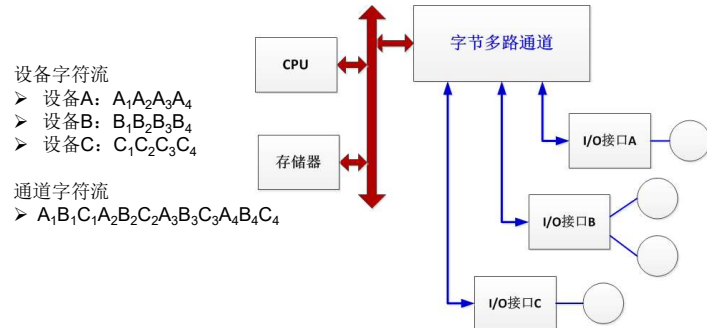 设备字符流
➢ 设备A：A₁A₂A₃A₄
➢ 设备B：B₁B₂B₃B₄
➢ 设备C：C₁C₂C₃C₄
通道字符流
➢ A₁B₁C₁A₂B₂C₂A₃B₃C₃A₄B₄C₄
CPU
存储器
字节多路通道
I/O接口A
I/O接口B
I/O接口C